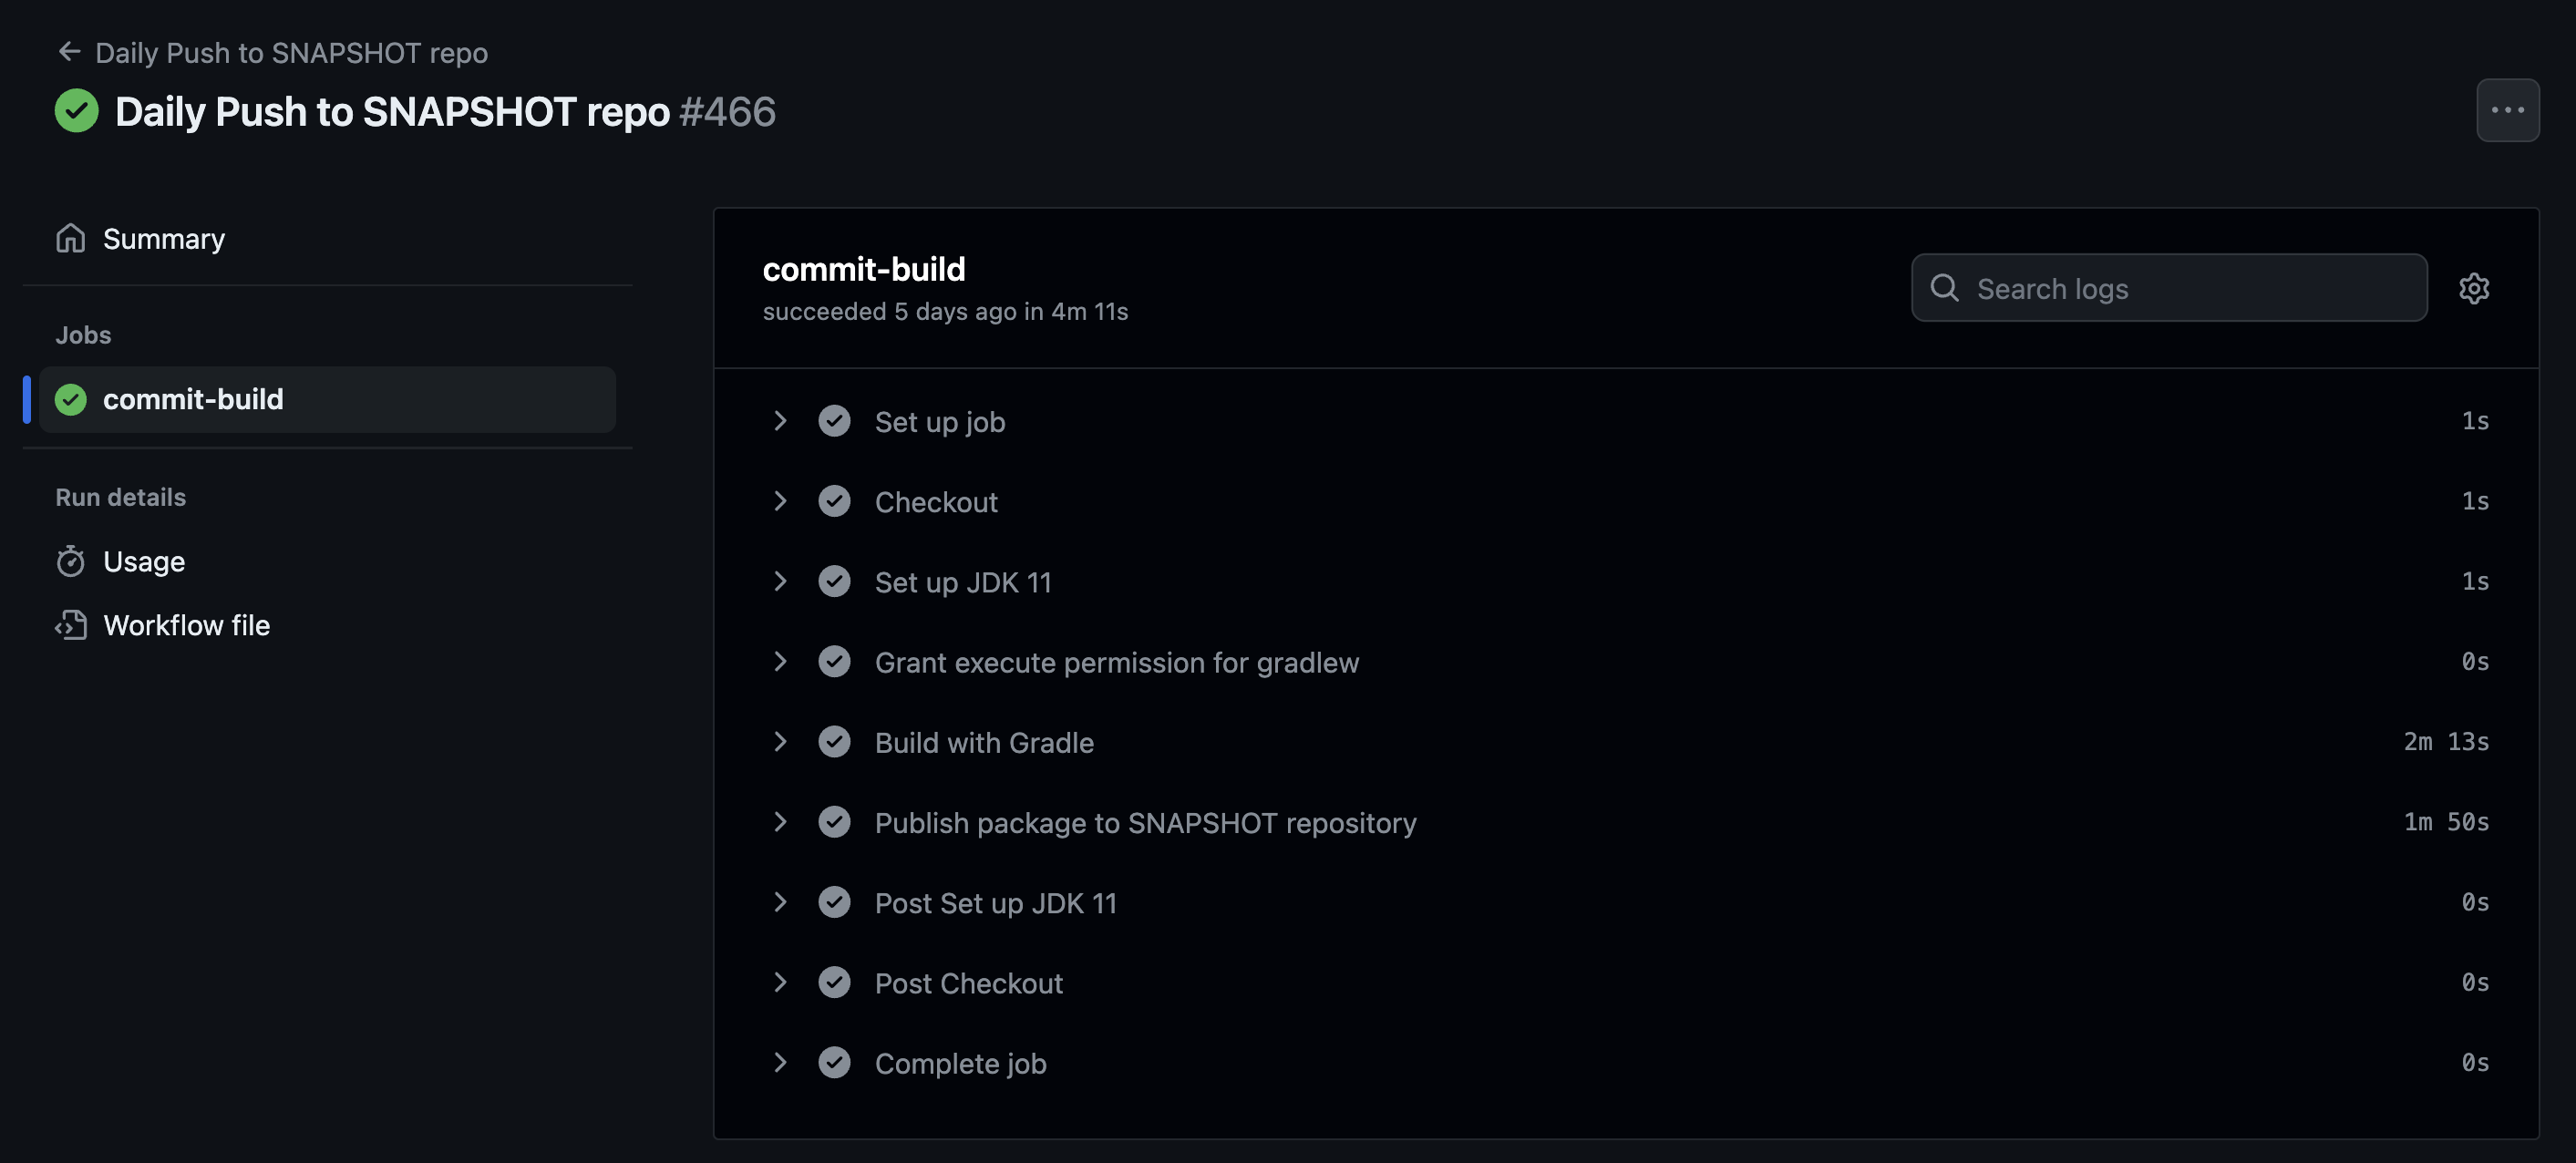 Daily Push to SNAPSHOT repo
Daily Push to SNAPSHOT repo #466
Summary
Jobs
commit-build
Run details
Usage
Workflow file
commit-build
succeeded 5 days ago in 4m 11s
Search logs
Set up job 1s
Checkout 1s
Set up JDK 11 1s
Grant execute permission for gradlew 0s
Build with Gradle 2m 13s
Publish package to SNAPSHOT repository 1m 50s
Post Set up JDK 11 0s
Post Checkout 0s
Complete job 0s